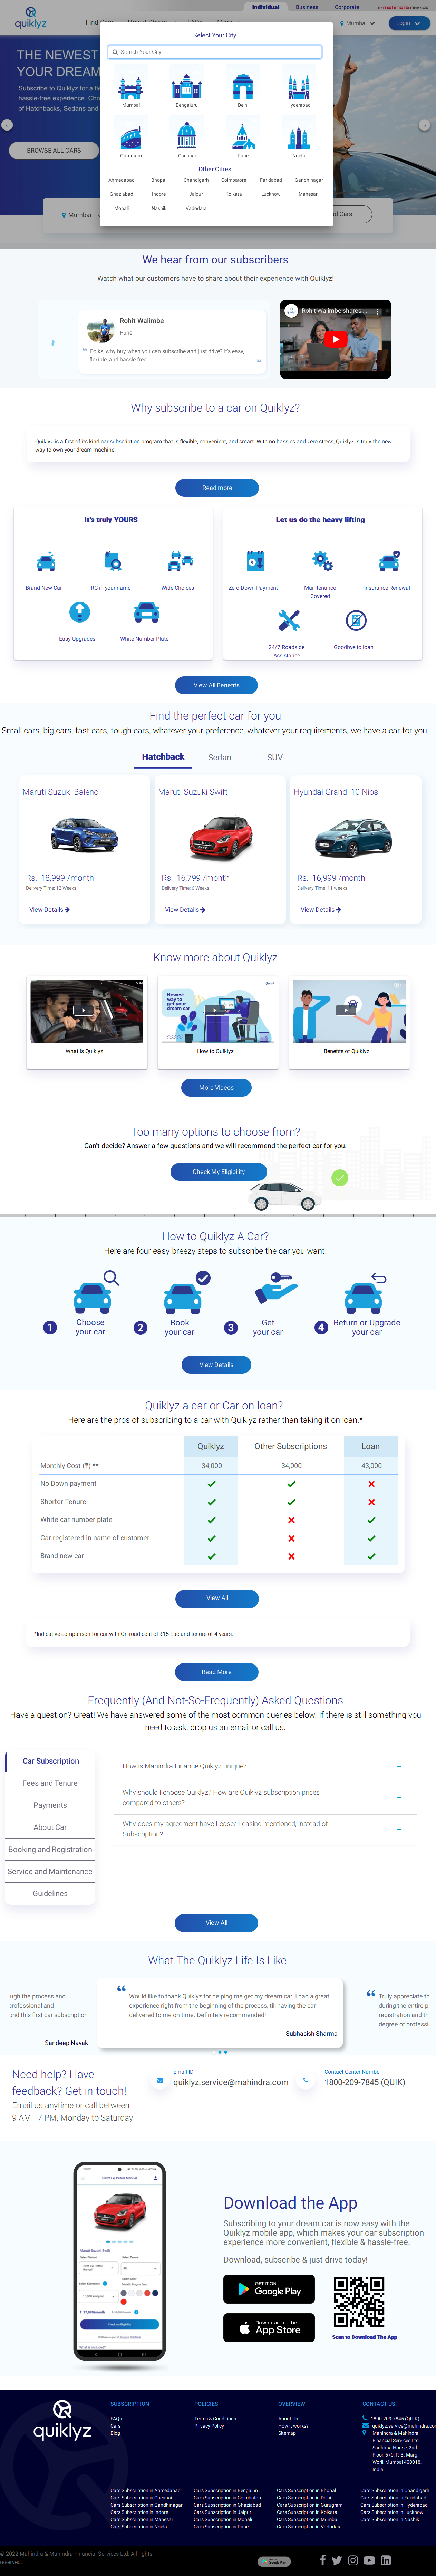 Individual Business Corporate mahindra FINANCE
quiklyz
Mumbai
Login
THE NEWEST
YOUR DREAM
Subscribe to Quiklyz for a
hassle-free experience.
of Hatchbacks, Sedans and
BROWSE ALL CARS
Mumbai
Select Your City
Search Your City
Mumbai Bengaluru Delhi Hyderabad
Gurugram Chennai Pune Noida
Other Cities
Ahmedabad Bhopal Chandigarh Coimbatore Faridabad Gandhinagar
Ghaziabad Indore Jaipur Kolkata Lucknow Manesar
Mohali Nashik Vadodara
We hear from our subscribers
Watch what our customers have to share about their experience with Quiklyz!
Rohit Walimbe
Pune
Folks, why buy when you can subscribe and just drive? It's easy,
flexible, and hassle free.
Rohit Walimbe shares ...
Why subscribe to a car on Quiklyz?
Quiklyz is a first-of-its-kind car subscription program that is flexible, convenient, and smart. With no hassles and zero stress, Quiklyz is truly the new
way to own your dream machine.
Read more
It's truly YOURS
Brand New Car RC in your name Wide Choices
Easy Upgrades White Number Plate
Let us do the heavy lifting
Zero Down Payment Maintenance Covered Insurance Renewal
24/7 Roadside Assistance Goodbye to loan
View All Benefits
Find the perfect car for you
Small cars, big cars, fast cars, tough cars, whatever your preference, whatever your requirements, we have a car for you.
Hatchback Sedan SUV
Maruti Suzuki Baleno
Rs. 18,999 /month
Delivery Time: 12 Weeks
View Details
Maruti Suzuki Swift
Rs. 16,799 /month
Delivery Time: 6 Weeks
View Details
Hyundai Grand i10 Nios
Rs. 16,999 /month
Delivery Time: 11 weeks
View Details
Know more about Quiklyz
Newest way to get your dream car
What is Quiklyz How to Quiklyz Benefits of Quiklyz
More Videos
Too many options to choose from?
Can't decide? Answer a few questions and we will recommend the perfect car for you.
Check My Eligibility
How to Quiklyz A Car?
Here are four easy-breezy steps to subscribe the car you want.
1 Choose your car
2 Book your car
3 Get your car
4 Return or Upgrade your car
View Details
Quiklyz a car or Car on loan?
Here are the pros of subscribing to a car with Quiklyz rather than taking it on loan.*
Quiklyz Other Subscriptions Loan
Monthly Cost (₹) ** 34,000 34,000 43,000
No Down payment
Shorter Tenure
White car number plate
Car registered in name of customer
Brand new car
View All
*Indicative comparison for car with On-road cost of ₹15 Lac and tenure of 4 years.
Read More
Frequently (And Not-So-Frequently) Asked Questions
Have a question? Great! We have answered some of the most common queries below. If there is still something you
need to ask, drop us an email or call us.
Car Subscription
Fees and Tenure
Payments
About Car
Booking and Registration
Service and Maintenance
Guidelines
How is Mahindra Finance Quiklyz unique?
Why should I choose Quiklyz? How are Quiklyz subscription prices
compared to others?
Why does my agreement have Lease/ Leasing mentioned, instead of
Subscription?
View All
What The Quiklyz Life Is Like
ugh the process and
rofessional and
nd this first car subscription
-Sandeep Nayak
Would like to thank Quiklyz for helping me get my dream car. I had a great
experience right from the beginning of the process, till having the car
delivered to me on time. Definitely recommended!
- Subhasish Sharma
Truly appreciate th
during the entire p
registration and th
degree of professi
Need help? Have
feedback? Get in touch!
Email us anytime or call between
9 AM - 7 PM, Monday to Saturday
Email ID
quiklyz.service@mahindra.com
Contact Center Number
1800-209-7845 (QUIK)
Swift Lxi Petrol Manual
Download the App
Subscribing to your dream car is now easy with the
Quiklyz mobile app, which makes your car subscription
experience more convenient, flexible & hassle-free.
Download, subscribe & just drive today!
GET IT ON
Google Play
Download on the
App Store
Scan to Download The App
quiklyz
SUBSCRIPTION
FAQs
Cars
Blog
POLICIES
Terms & Conditions
Privacy Policy
OVERVIEW
About Us
How it works?
Sitemap
CONTACT US
1800 209-7845 (QUIK)
quiklyz.service@mahindra.com
Mahindra & Mahindra
Financial Services Ltd.
Sadhana House, 2nd
Floor, 570, P. B. Marg,
Worli, Mumbai 400018,
India
Cars Subscription in Ahmedabad Cars Subscription in Bengaluru Cars Subscription in Bhopal Cars Subscription in Chandigarh
Cars Subscription in Chennai Cars Subscription in Coimbatore Cars Subscription in Delhi Cars Subscription in Faridabad
Cars Subscription in Gandhinagar Cars Subscription in Ghaziabad Cars Subscription in Gurugram Cars Subscription in Hyderabad
Cars Subscription in Indore Cars Subscription in Jaipur Cars Subscription in Kolkata Cars Subscription in Lucknow
Cars Subscription in Manesar Cars Subscription in Mohali Cars Subscription in Mumbai Cars Subscription in Nashik
Cars Subscription in Noida Cars Subscription in Pune Cars Subscription in Vadodara
© 2022 Mahindra & Mahindra Financial Services Ltd. All rights
reserved.
Google Play